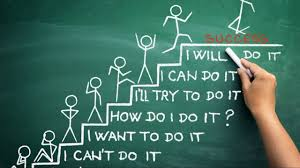 SUCCESS
I WILL DO IT
I CAN DO IT
I'LL TRY TO DO IT
HOW DO I DO IT ?
I WANT TO DO IT
I CAN'T DO IT